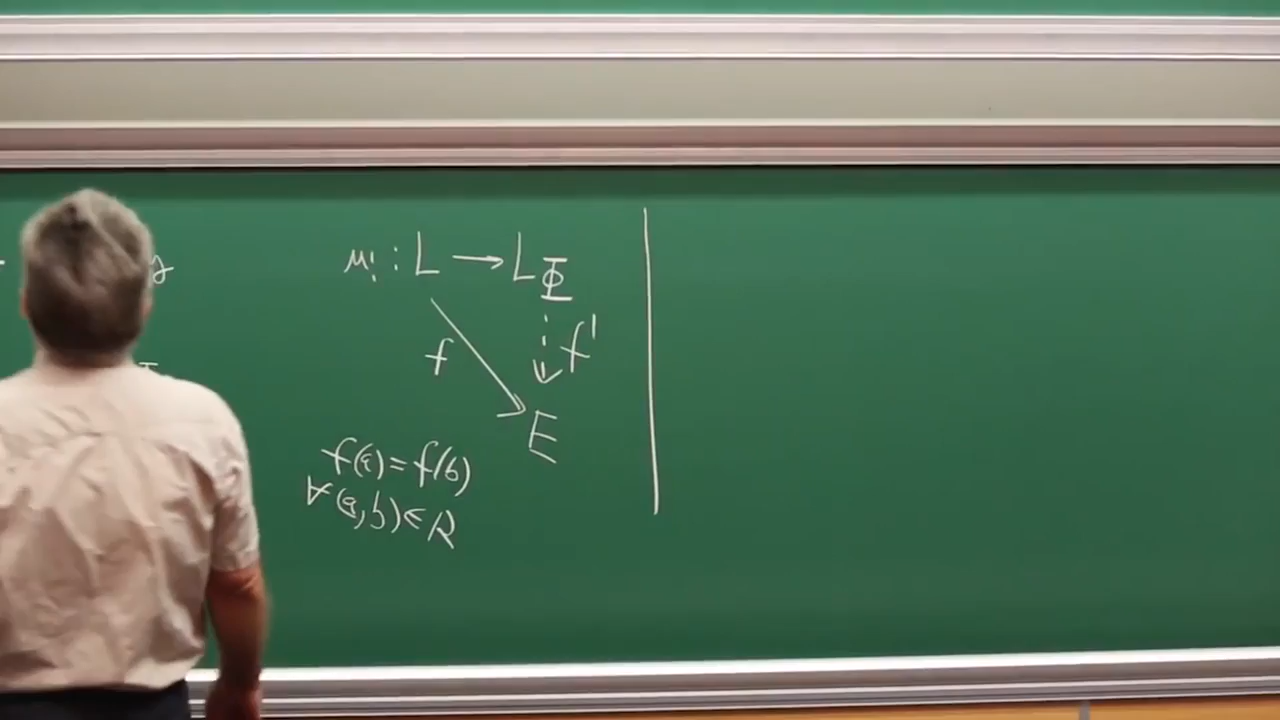 μ : L → L_Φ
f f'
E
f(a) = f(b)
∀(a,b) ∈ R